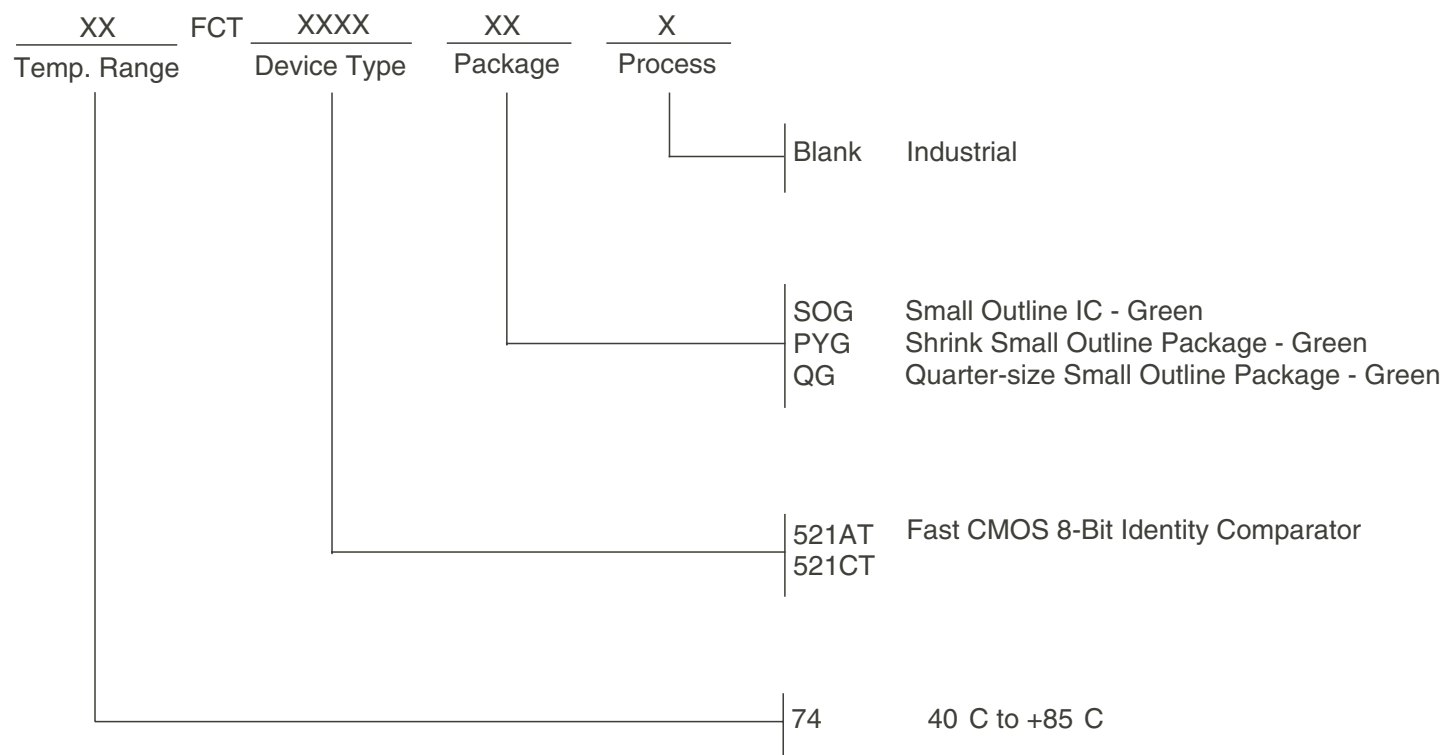 XX FCT XXXX XX X
Temp. Range Device Type Package Process
Blank Industrial
SOG Small Outline IC - Green
PYG Shrink Small Outline Package - Green
QG Quarter-size Small Outline Package - Green
521AT Fast CMOS 8-Bit Identity Comparator
521CT
74 40 C to +85 C